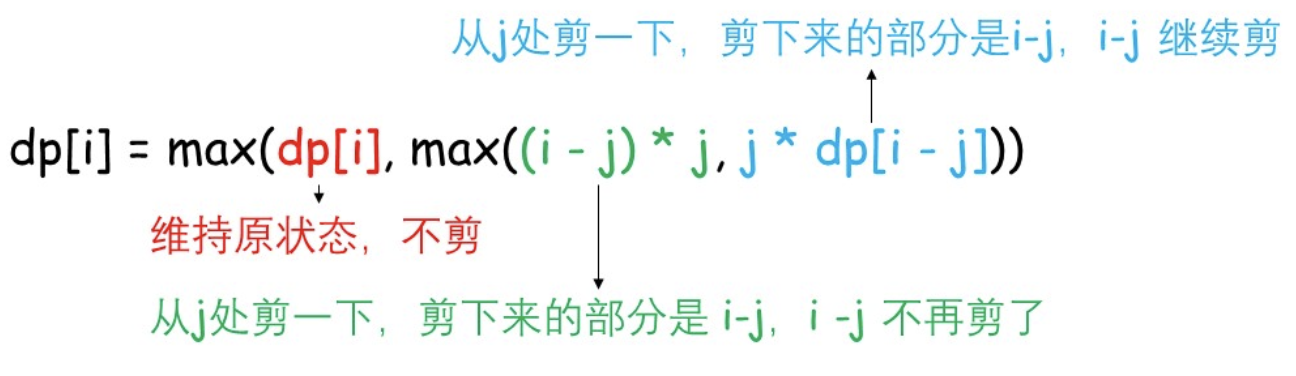 从j处剪一下，剪下来的部分是i-j，i-j 继续剪
dp[i] = max(dp[i], max((i - j) * j, j * dp[i - j]))
维持原状态，不剪
从j处剪一下，剪下来的部分是 i-j，i -j 不再剪了